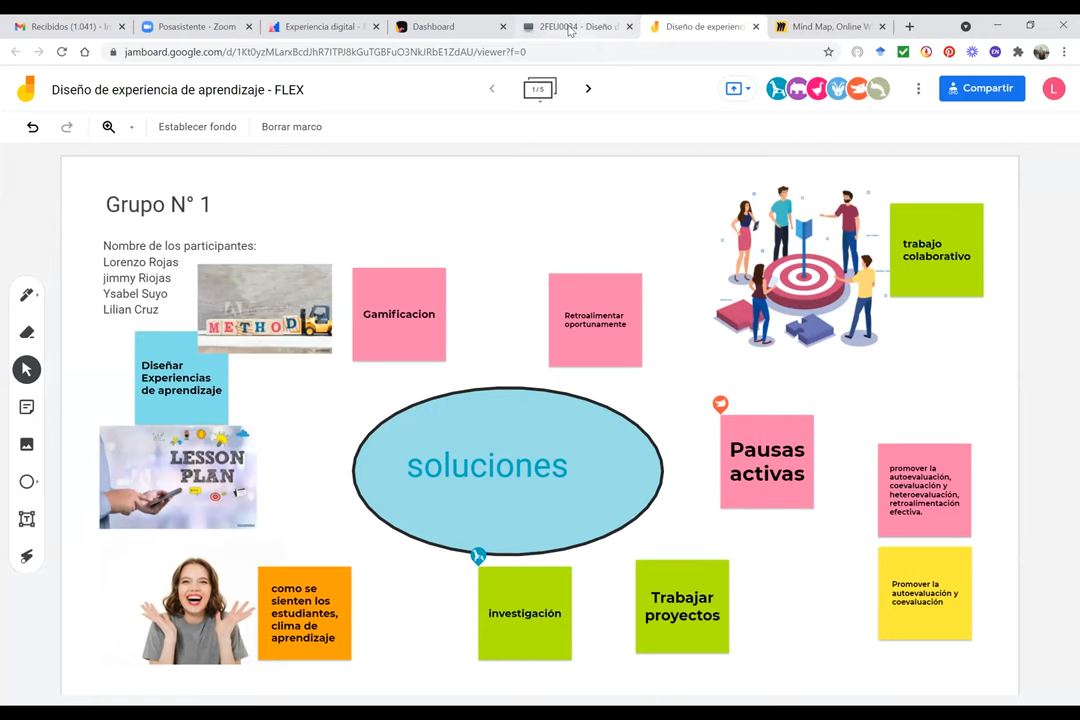 Recibidos (1.041) - In
Posasistente - Zoom
Experiencia digital - M
Dashboard
Diseño d
Diseño de experienci
Mind Map, Online W
jamboard.google.com/d/1Kt0yzMLarxBcdJhR7ITPJ8kGuTGBFuO3NkJRbE1ZdAU/viewer?f=0
Diseño de experiencia de aprendizaje - FLEX
1/5
Compartir
L
Establecer fondo
Borrar marco
Grupo N° 1
Nombre de los participantes:
Lorenzo Rojas
jimmy Riojas
Ysabel Suyo
Lilian Cruz
METHOD
Gamificacion
Retroalimentar
oportunamente
trabajo
colaborativo
Diseñar
Experiencias
de aprendizaje
LESSON
PLAN
soluciones
Pausas
activas
promover la
autoevaluación,
coevaluación y
heteroevaluación,
retroalimentación
efectiva.
como se
sienten los
estudiantes,
clima de
aprendizaje
investigación
Trabajar
proyectos
Promover la
autoevaluación y
coevaluación